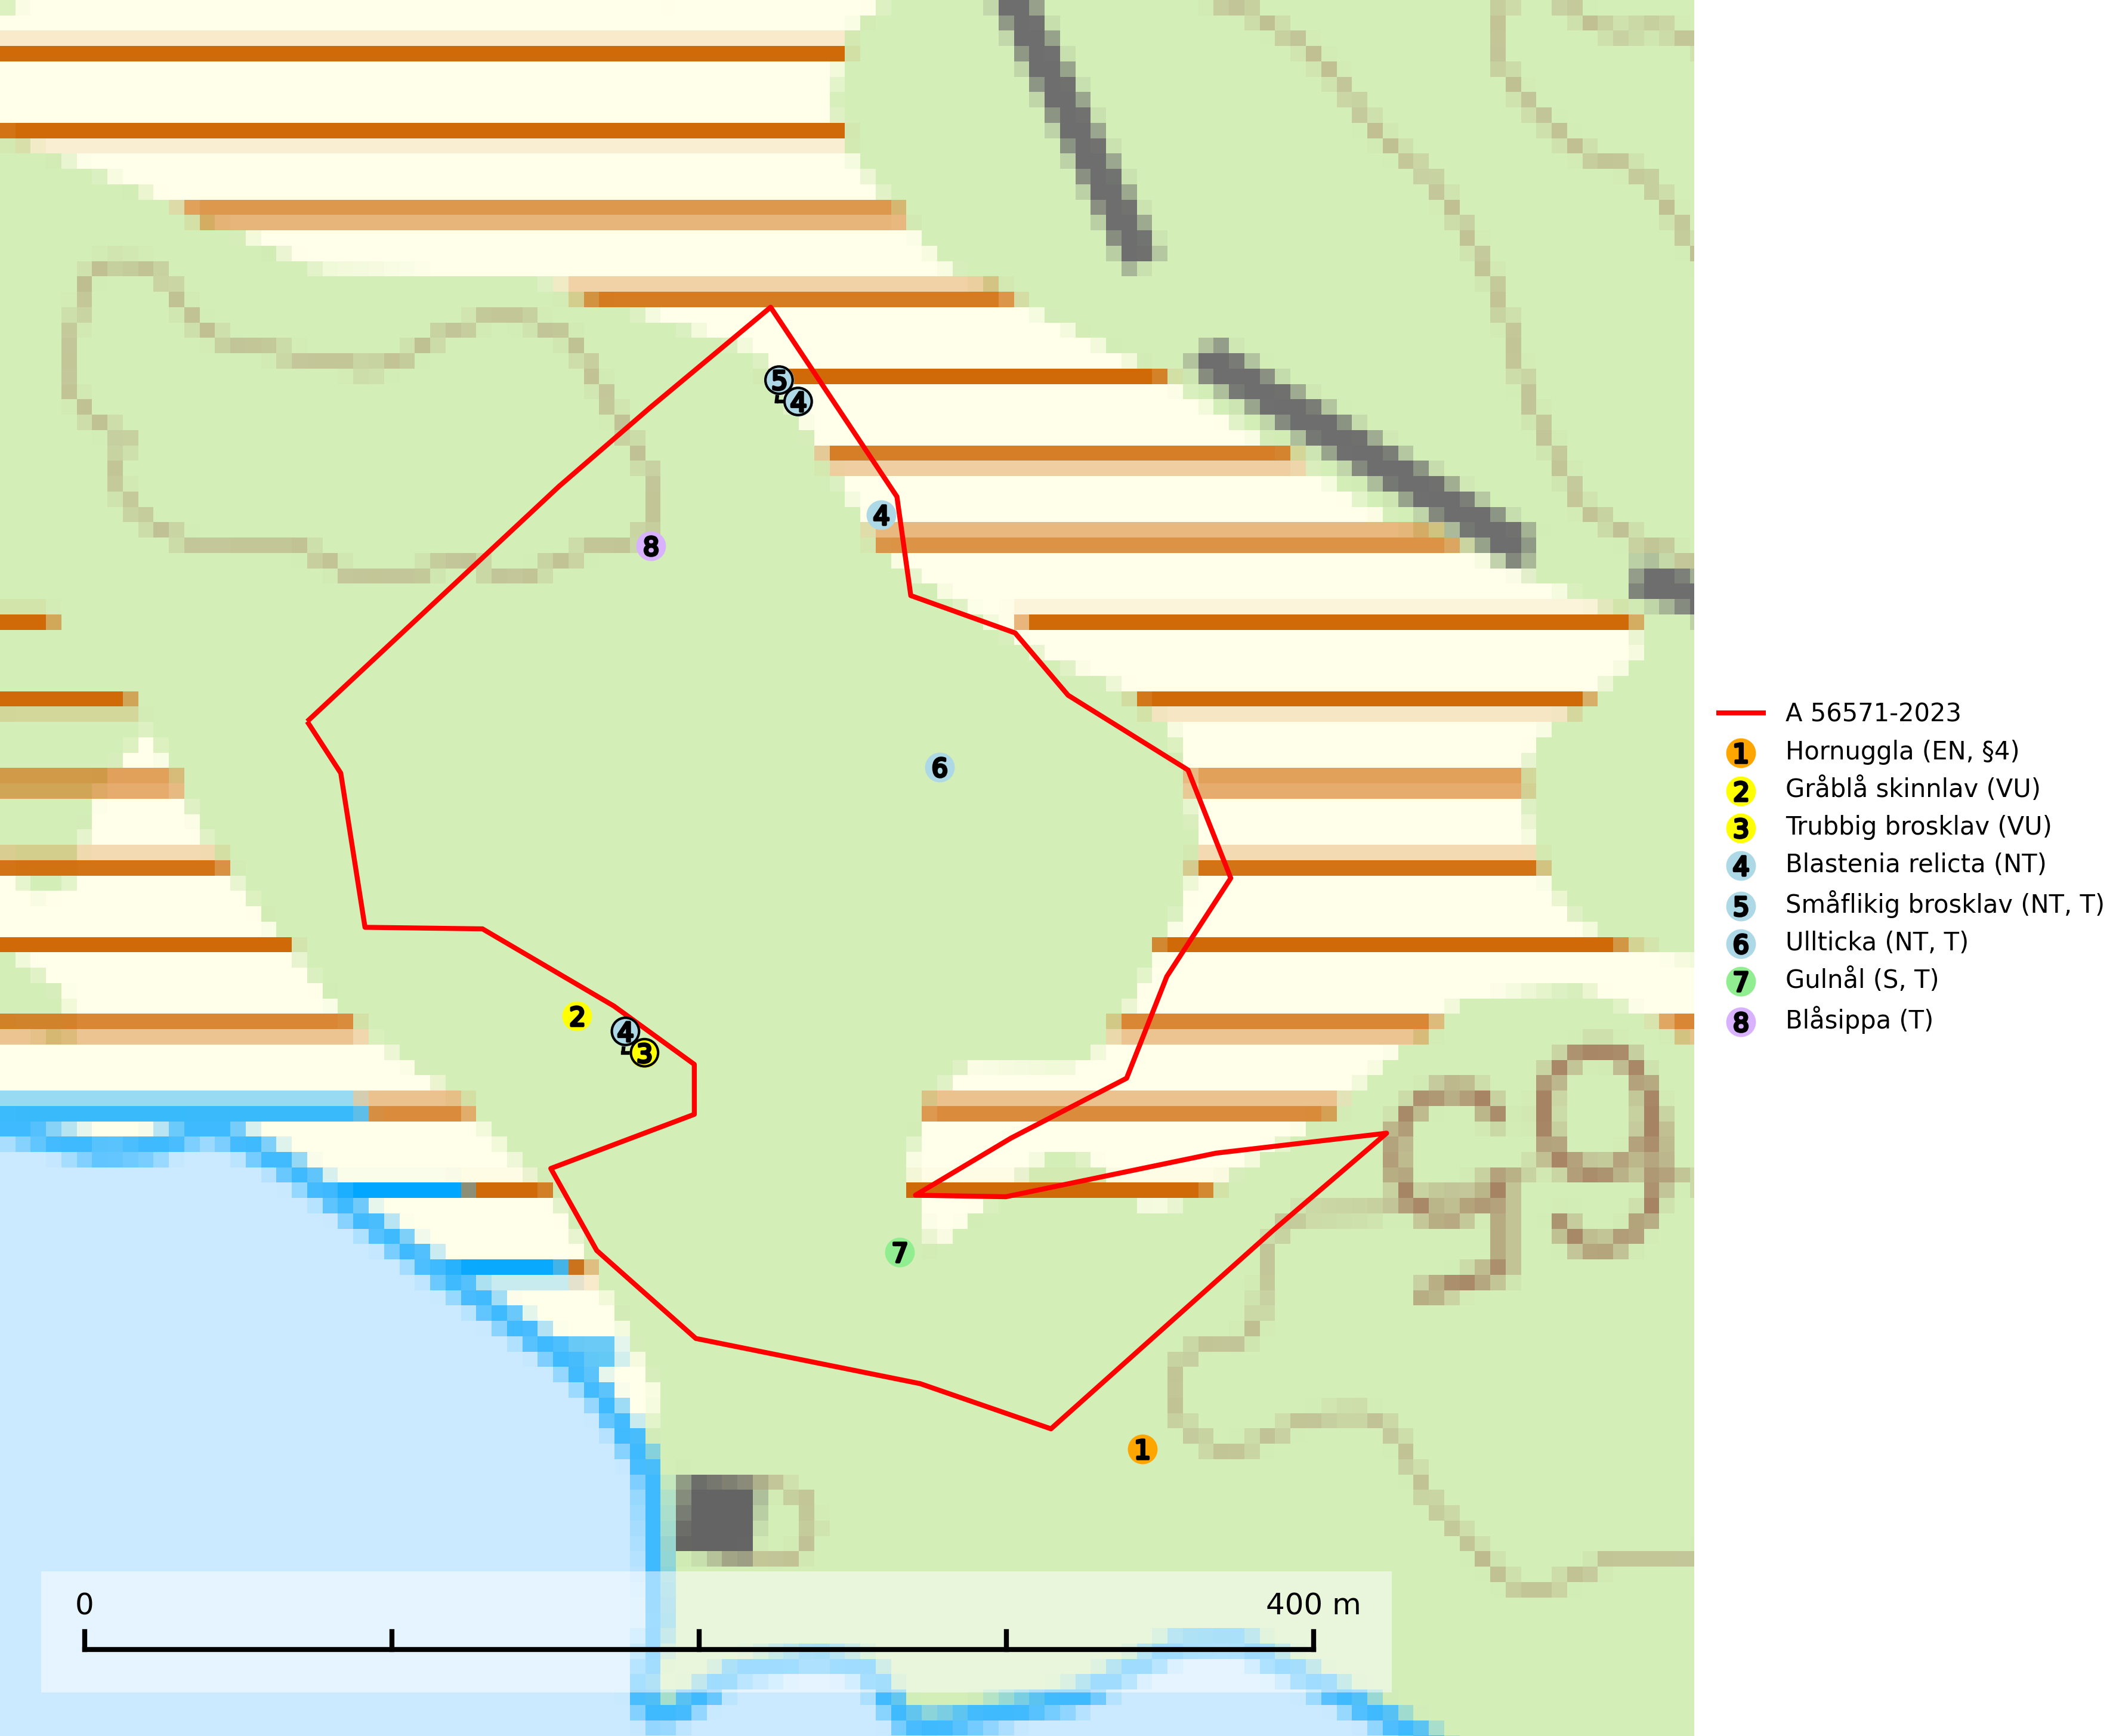 5
4
4
8
6
2
4
3
7
1
99
0
400 m
A 56571-2023
1 Hornuggla (EN, §4)
2 Gråblå skinnlav (VU)
3 Trubbig brosklav (VU)
4 Blastenia relicta (NT)
5 Småflikig brosklav (NT, T)
6 Ullticka (NT, T)
7 Gulnål (S, T)
8 Blåsippa (T)